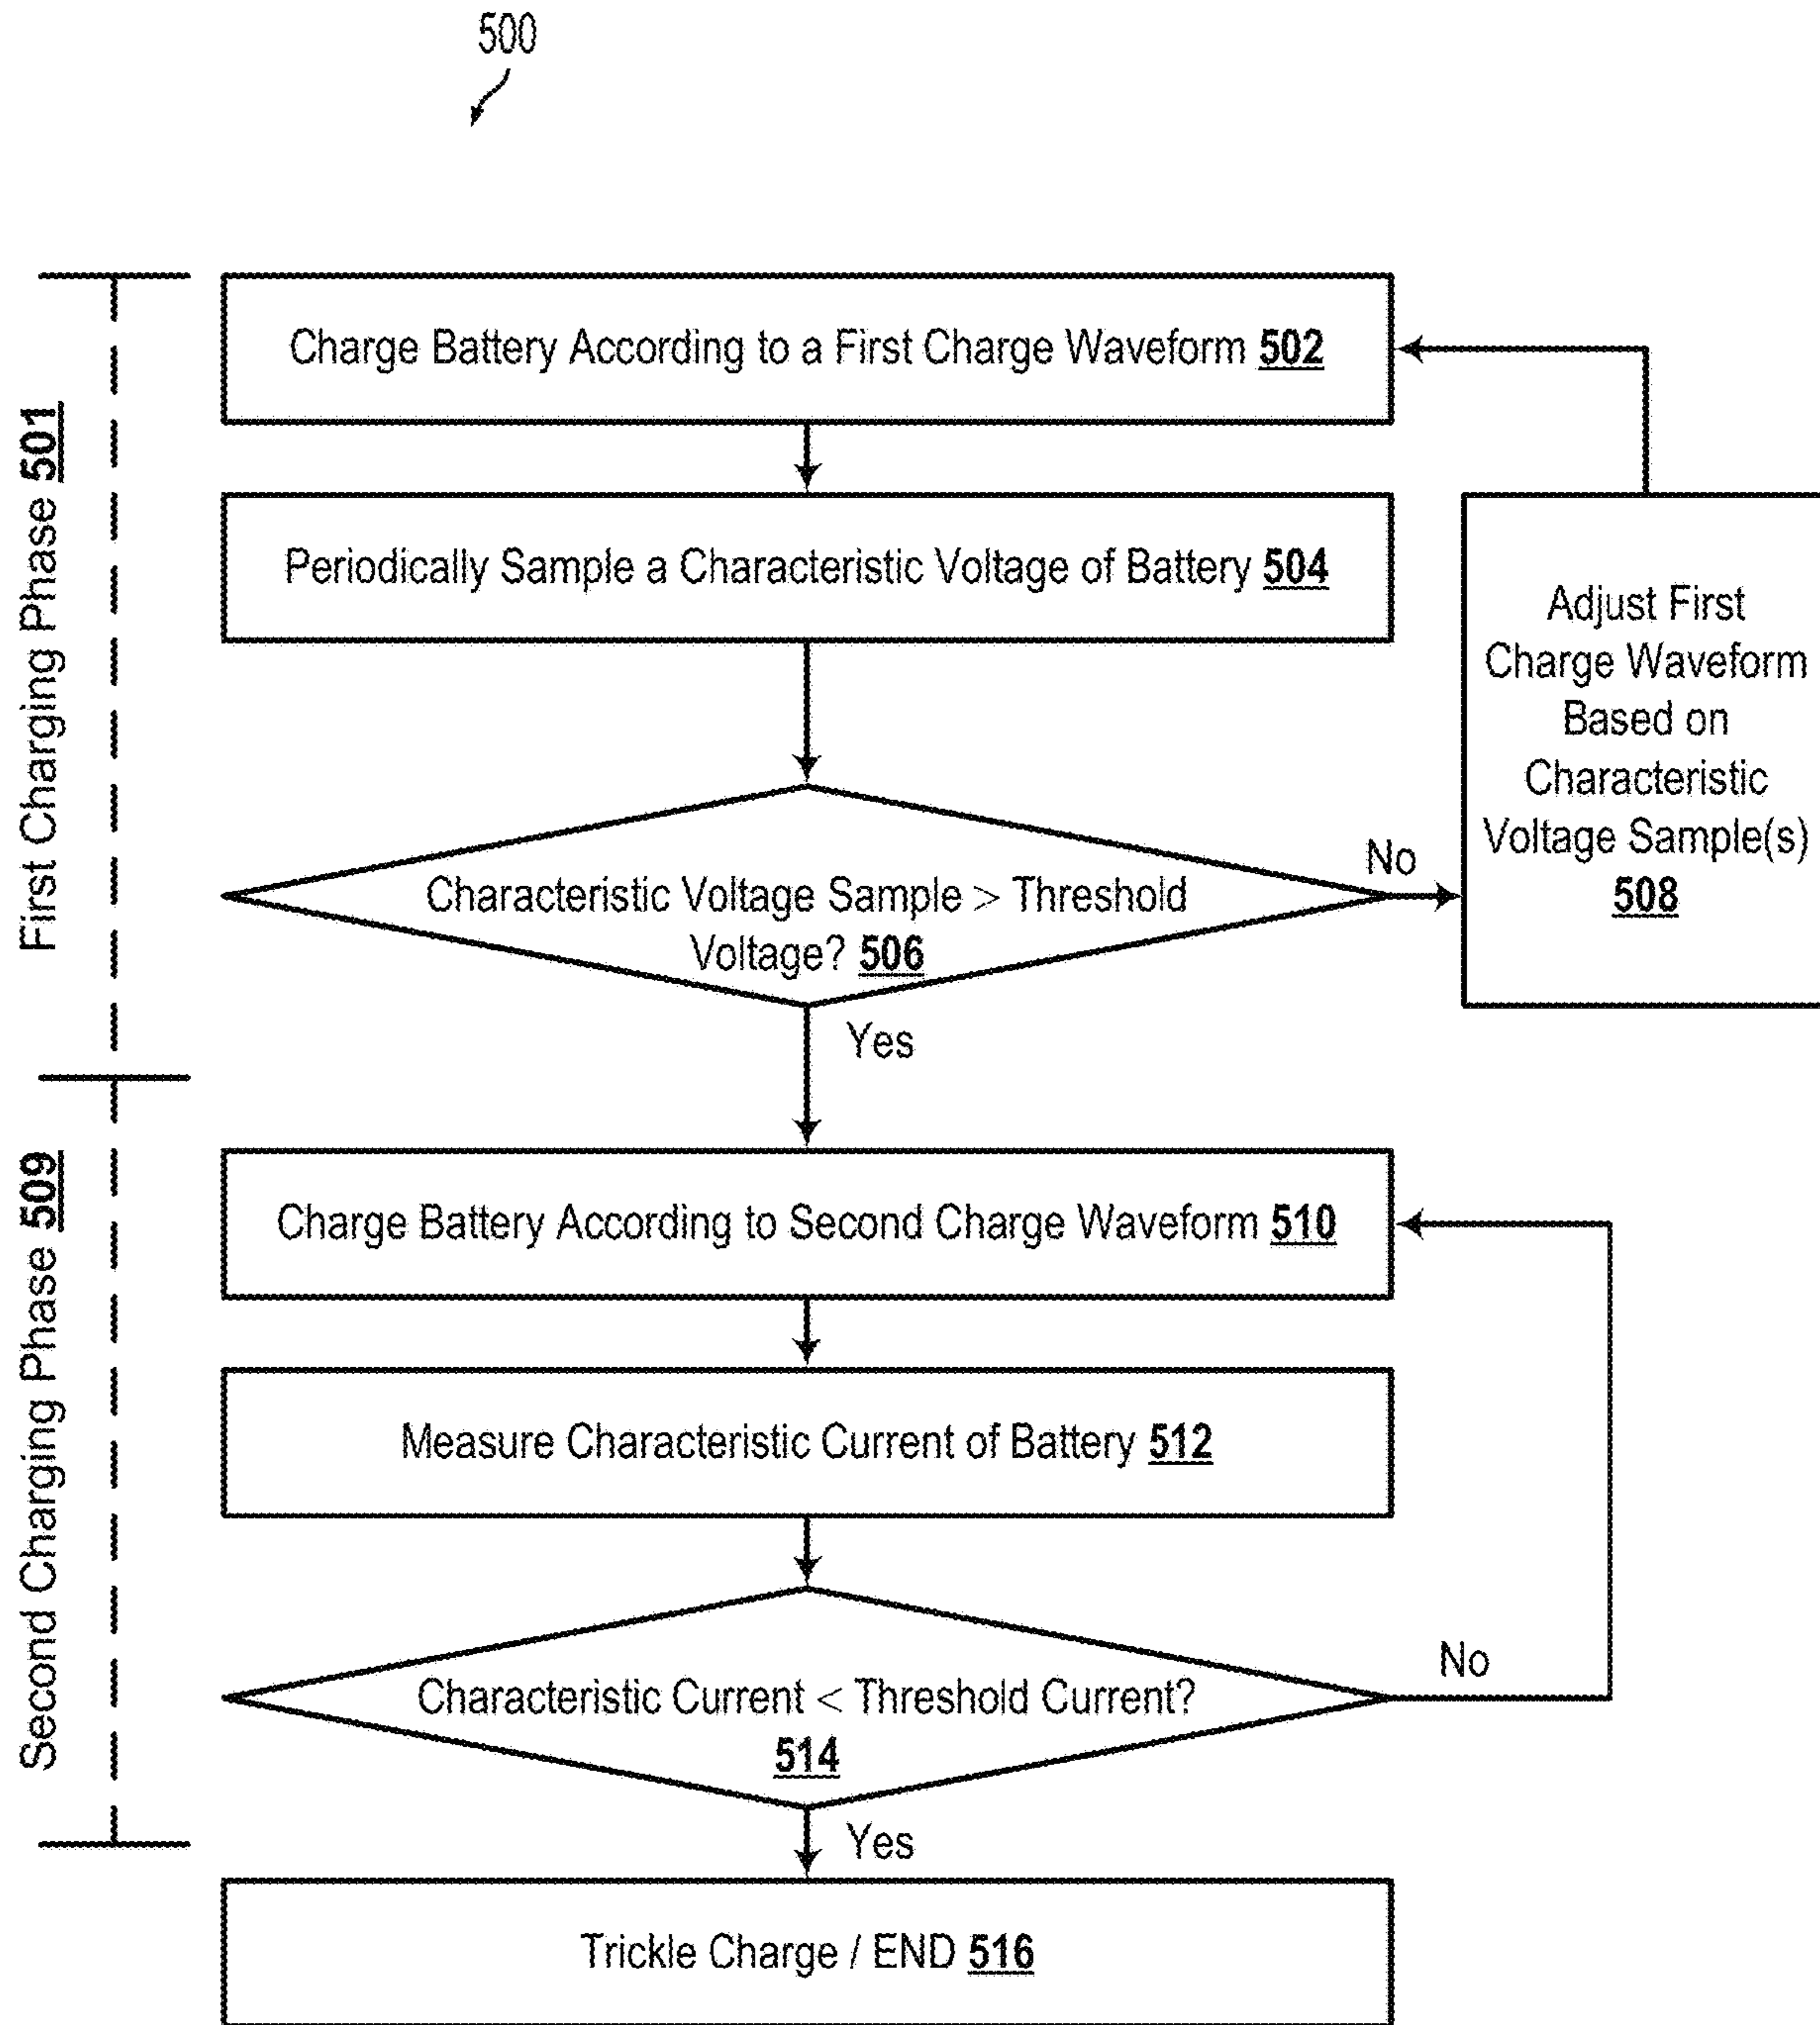 500
First Charging Phase 501
Charge Battery According to a First Charge Waveform 502
Periodically Sample a Characteristic Voltage of Battery 504
Characteristic Voltage Sample > Threshold
Voltage? 506
No
Adjust First
Charge Waveform
Based on
Characteristic
Voltage Sample(s)
508
Yes
Second Charging Phase 509
Charge Battery According to Second Charge Waveform 510
Measure Characteristic Current of Battery 512
Characteristic Current < Threshold Current?
514
No
Yes
Trickle Charge / END 516